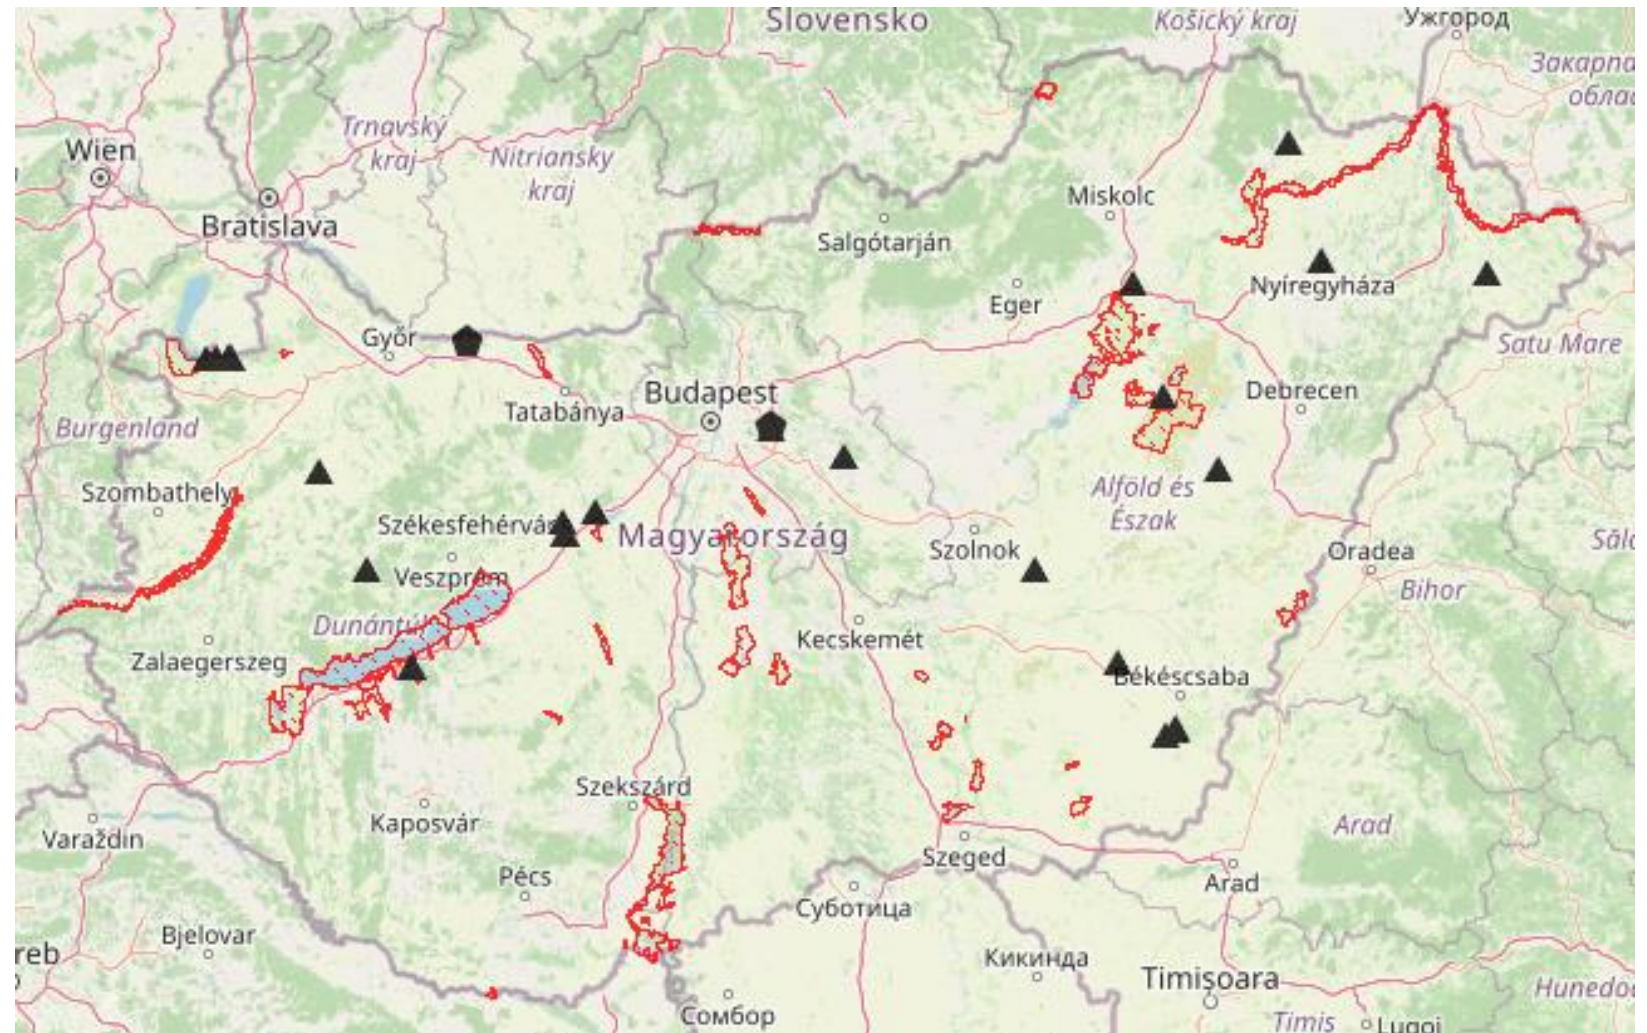 Slovensko
Košický kraj
Ужгород
Закарпа
облас
Trnavský
kraj
Nitriansky
kraj
Wien
Bratislava
Miskolc
Salgótarján
Eger
Nyíregyháza
Győr
Satu Mare
Budapest
Debrecen
Tatabánya
Burgenland
Alföld és
Észak
Szombathely
Székesfehérvár
Magyarország
Szolnok
Oradea
Sălaj
Veszprém
Bihor
Dunántúl
Kecskemét
Zalaegerszeg
Békéscsaba
Szekszárd
Kaposvár
Varaždin
Arad
Szeged
Pécs
Arad
Суботица
Bjelovar
reb
Кикинда
Timișoara
Hunedo
Сомбор
Timis
Lugoj